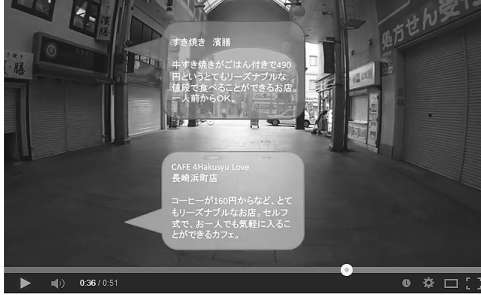 すき焼き 濱膳
牛すき焼きがごはん付きで490
円というとてもリーズナブルな
値段で食べることができるお店。
一人前からOK。
処方せん受付
CAFE 4Hakusyu Love
長崎浜町店
コーヒーが160円からなど、とて
もリーズナブルなお店。セルフ
式で、お一人でも気軽に入るこ
とができるカフェ。
0:36 / 0:51